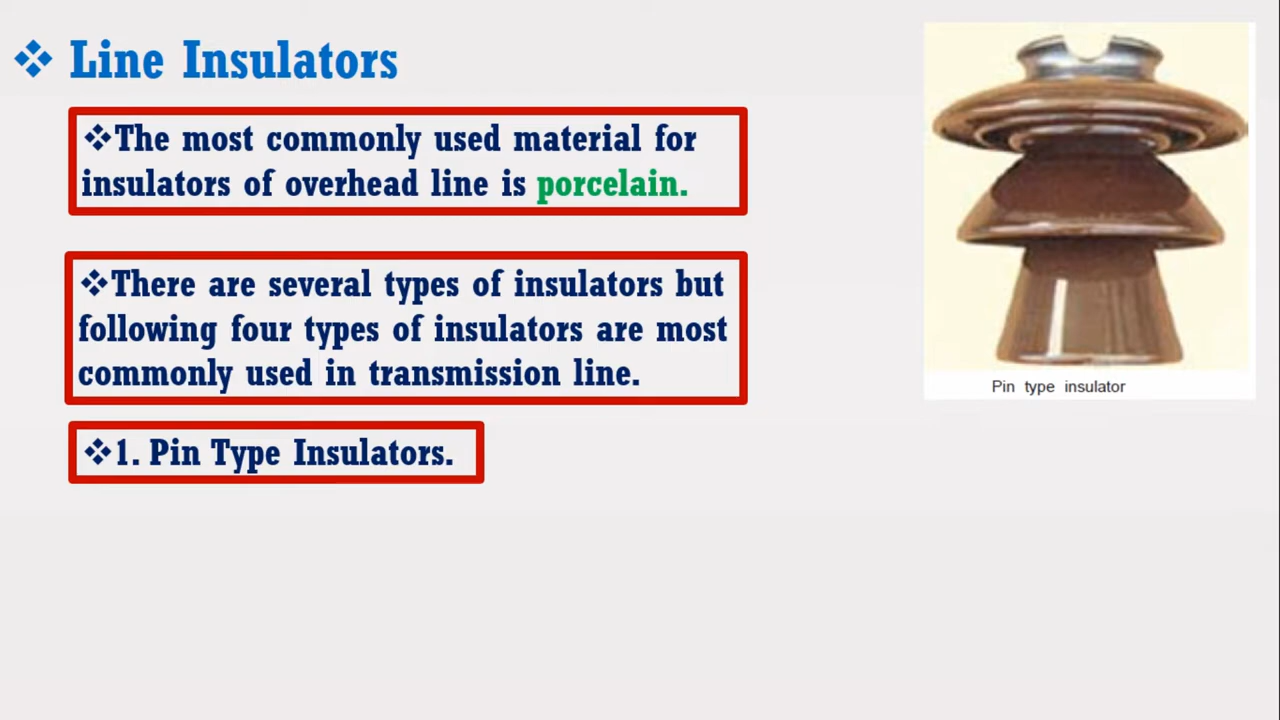 ❖ Line Insulators
❖The most commonly used material for
insulators of overhead line is porcelain.
❖There are several types of insulators but
following four types of insulators are most
commonly used in transmission line.
❖1. Pin Type Insulators.
Pin type insulator